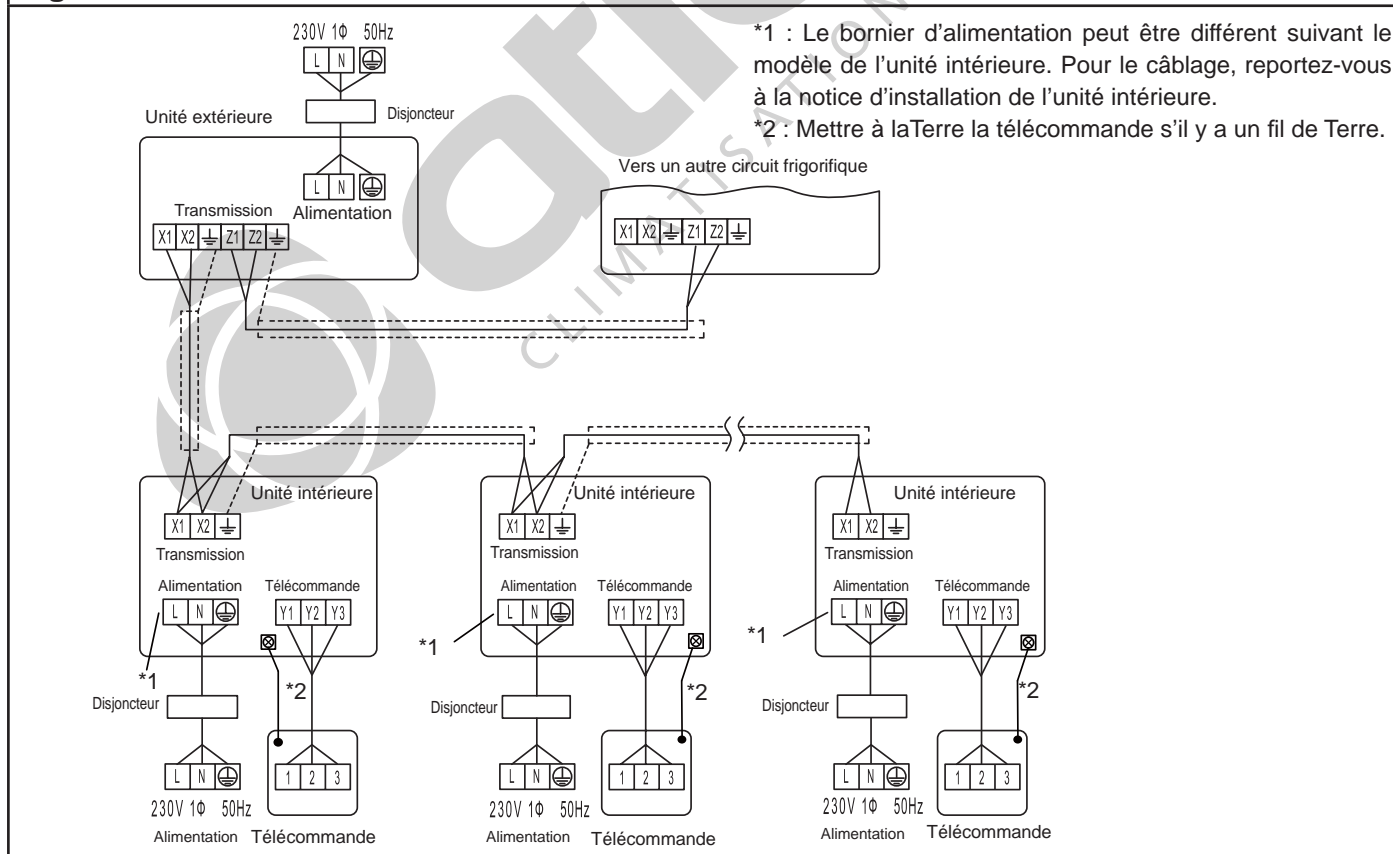 230V 1Φ 50Hz
L N
Disjoncteur
Unité extérieure
L N
Alimentation
Transmission
X1 X2 Z1 Z2
*1 : Le bornier d'alimentation peut être différent suivant le
modèle de l'unité intérieure. Pour le câblage, reportez-vous
à la notice d'installation de l'unité intérieure.
*2 : Mettre à laTerre la télécommande s'il y a un fil de Terre.
Vers un autre circuit frigorifique
X1 X2 Z1 Z2
CLIMATISATION
Unité intérieure
X1 X2
Transmission
Alimentation Télécommande
L N Y1 Y2 Y3
*1 *2
Disjoncteur
L N 1 2 3
230V 1Φ 50Hz
Alimentation Télécommande
Unité intérieure
X1 X2
Transmission
Alimentation Télécommande
L N Y1 Y2 Y3
*1 *2
Disjoncteur
L N 1 2 3
230V 1Φ 50Hz
Alimentation Télécommande
Unité intérieure
X1 X2
Transmission
Alimentation Télécommande
L N Y1 Y2 Y3
*1 *2
Disjoncteur
L N 1 2 3
230V 1Φ 50Hz
Alimentation Télécommande